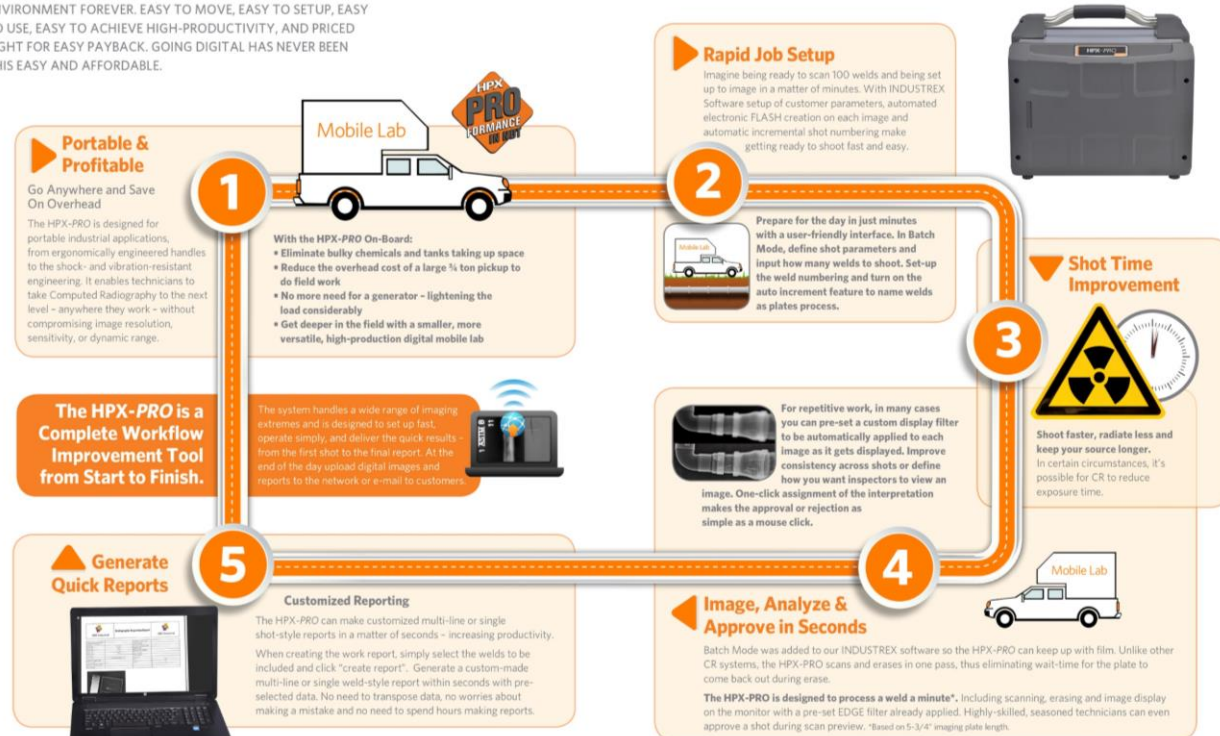 VIRONMENT FOREVER. EASY TO MOVE, EASY TO SETUP, EASY
USE, EASY TO ACHIEVE HIGH-PRODUCTIVITY, AND PRICED
GHT FOR EASY PAYBACK. GOING DIGITAL HAS NEVER BEEN
HIS EASY AND AFFORDABLE.
HPX
PRO
FORMANCE
IN NDT
Mobile Lab
1
Portable &
Profitable
Go Anywhere and Save
On Overhead
The HPX-PRO is designed for
portable industrial applications,
from ergonomically engineered handles
to the shock- and vibration-resistant
engineering. It enables technicians to
take Computed Radiography to the next
level – anywhere they work – without
compromising image resolution,
sensitivity, or dynamic range.
With the HPX-PRO On-Board:
• Eliminate bulky chemicals and tanks taking up space
• Reduce the overhead cost of a large ¾ ton pickup to
do field work
• No more need for a generator – lightening the
load considerably
• Get deeper in the field with a smaller, more
versatile, high-production digital mobile lab
HPX-PRO
Rapid Job Setup
Imagine being ready to scan 100 welds and being set
up to image in a matter of minutes. With INDUSTREX
Software setup of customer parameters, automated
electronic FLASH creation on each image and
automatic incremental shot numbering make
getting ready to shoot fast and easy.
2
Mobile Lab
Prepare for the day in just minutes
with a user-friendly interface. In Batch
Mode, define shot parameters and
input how many welds to shoot. Set-up
the weld numbering and turn on the
auto increment feature to name welds
as plates process.
3
Shot Time
Improvement
Shoot faster, radiate less and
keep your source longer.
In certain circumstances, it's
possible for CR to reduce
exposure time.
The HPX-PRO is a
Complete Workflow
Improvement Tool
from Start to Finish.
The system handles a wide range of imaging
extremes and is designed to set up fast,
operate simply, and deliver the quick results -
from the first shot to the final report. At the
end of the day upload digital images and
reports to the network or e-mail to customers.
For repetitive work, in many cases
you can pre-set a custom display filter
to be automatically applied to each
image as it gets displayed. Improve
consistency across shots or define
how you want inspectors to view an
image. One-click assignment of the interpretation
makes the approval or rejection as
simple as a mouse click.
4
Mobile Lab
Image, Analyze &
Approve in Seconds
Batch Mode was added to our INDUSTREX software so the HPX-PRO can keep up with film. Unlike other
CR systems, the HPX-PRO scans and erases in one pass, thus eliminating wait-time for the plate to
come back out during erase.
The HPX-PRO is designed to process a weld a minute*. Including scanning, erasing and image display
on the monitor with a pre-set EDGE filter already applied. Highly-skilled, seasoned technicians can even
approve a shot during scan preview. *Based on 5-3/4" imaging plate length.
5
Generate
Quick Reports
Customized Reporting
The HPX-PRO can make customized multi-line or single
shot-style reports in a matter of seconds – increasing productivity.
When creating the work report, simply select the welds to be
included and click "create report". Generate a custom-made
multi-line or single weld-style report within seconds with pre-
selected data. No need to transpose data, no worries about
making a mistake and no need to spend hours making reports.